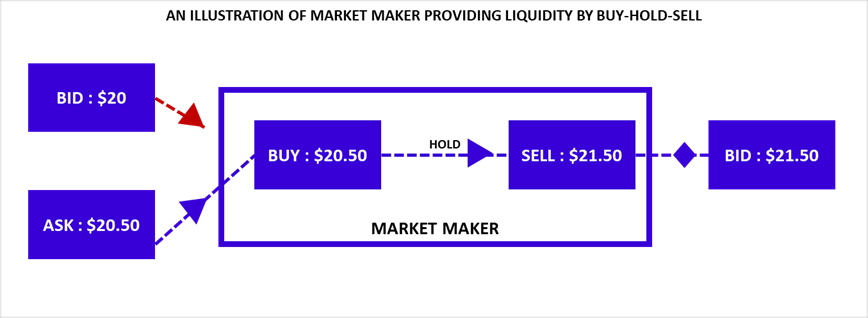 AN ILLUSTRATION OF MARKET MAKER PROVIDING LIQUIDITY BY BUY-HOLD-SELL
BID : $20
ASK : $20.50
BUY : $20.50
HOLD
SELL : $21.50
BID : $21.50
MARKET MAKER